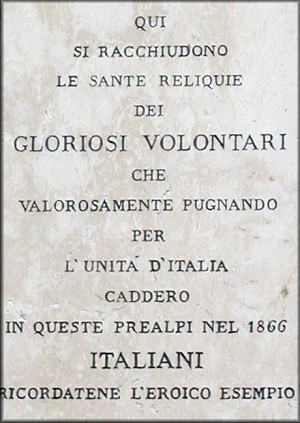 QUI
SI RACCHIUDONO
LE SANTE RELIQUIE
DEI
GLORIOSI VOLONTARI
CHE
VALOROSAMENTE PUGNANDO
PER
L'UNITÀ D'ITALIA
CADDERO
IN QUESTE PREALPI NEL 1866
ITALIANI
RICORDATENE L'EROICO ESEMPIO